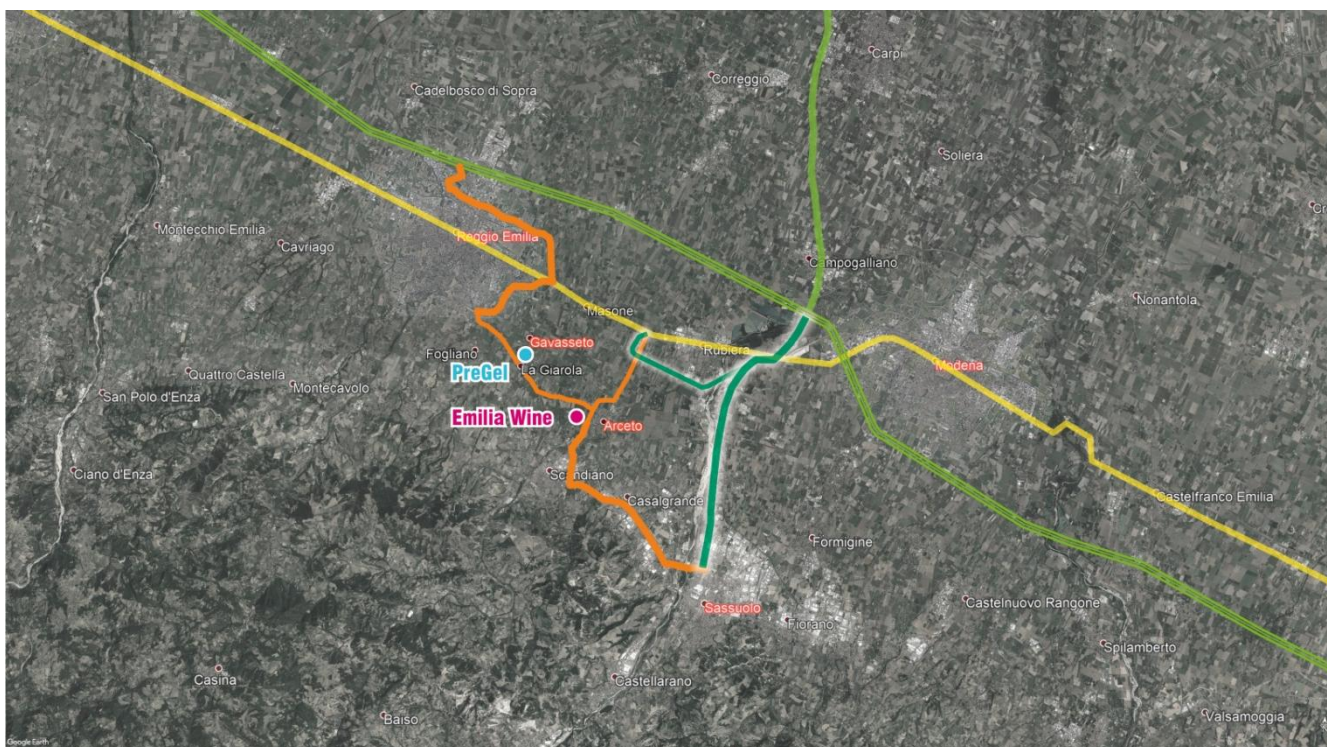 Carpi
Correggio
Cadelbosco di Sopra
Soliera
Cr
Montecchio Emilia
Cavriago
Reggio Emilia
Campogalliano
Nonantola
Masone
Gavasseto
Rubiera
Fogliano
Modena
PreGel
La Giarola
Quattro Castella
Montecavolo
San Polo d'Enza
Emilia Wine
Arceto
Ciano d'Enza
Scandiano
Casalgrande
Castelfranco Emilia
Formigine
Sassuolo
Castelnuovo Rangone
Fiorano
Spilamberto
Casina
Castellarano
Baiso
Valsamoggia
Google Earth